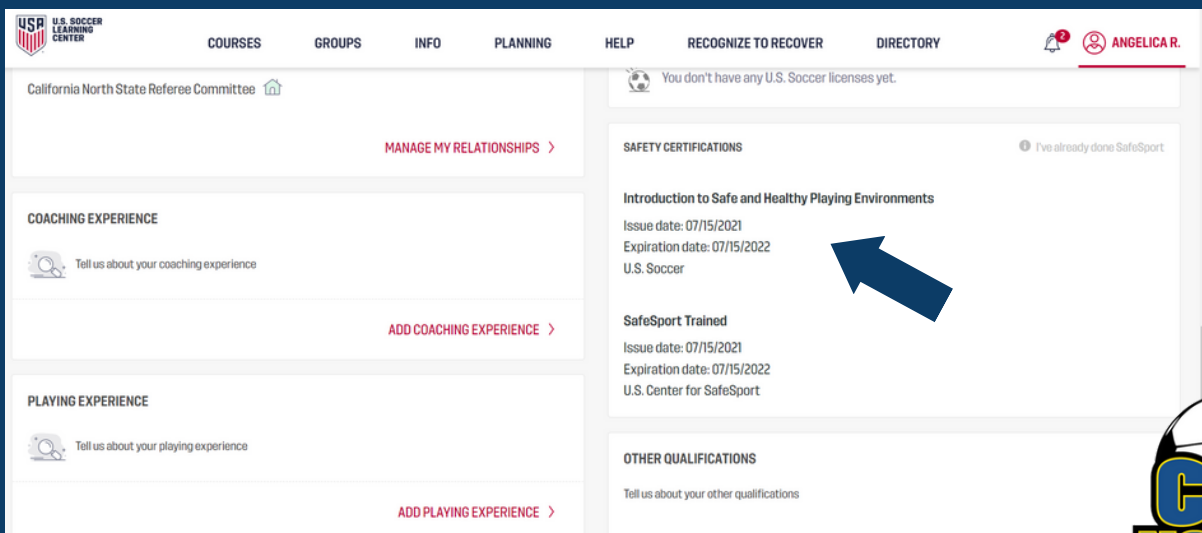 U.S. SOCCER
LEARNING
CENTER
COURSES GROUPS INFO PLANNING HELP RECOGNIZE TO RECOVER DIRECTORY 2 ANGELICA R.
California North State Referee Committee
MANAGE MY RELATIONSHIPS >
COACHING EXPERIENCE
Tell us about your coaching experience
ADD COACHING EXPERIENCE >
PLAYING EXPERIENCE
Tell us about your playing experience
ADD PLAYING EXPERIENCE >
You don't have any U.S. Soccer licenses yet.
SAFETY CERTIFICATIONS
I've already done SafeSport
Introduction to Safe and Healthy Playing Environments
Issue date: 07/15/2021
Expiration date: 07/15/2022
U.S. Soccer
SafeSport Trained
Issue date: 07/15/2021
Expiration date: 07/15/2022
U.S. Center for SafeSport
OTHER QUALIFICATIONS
Tell us about your other qualifications